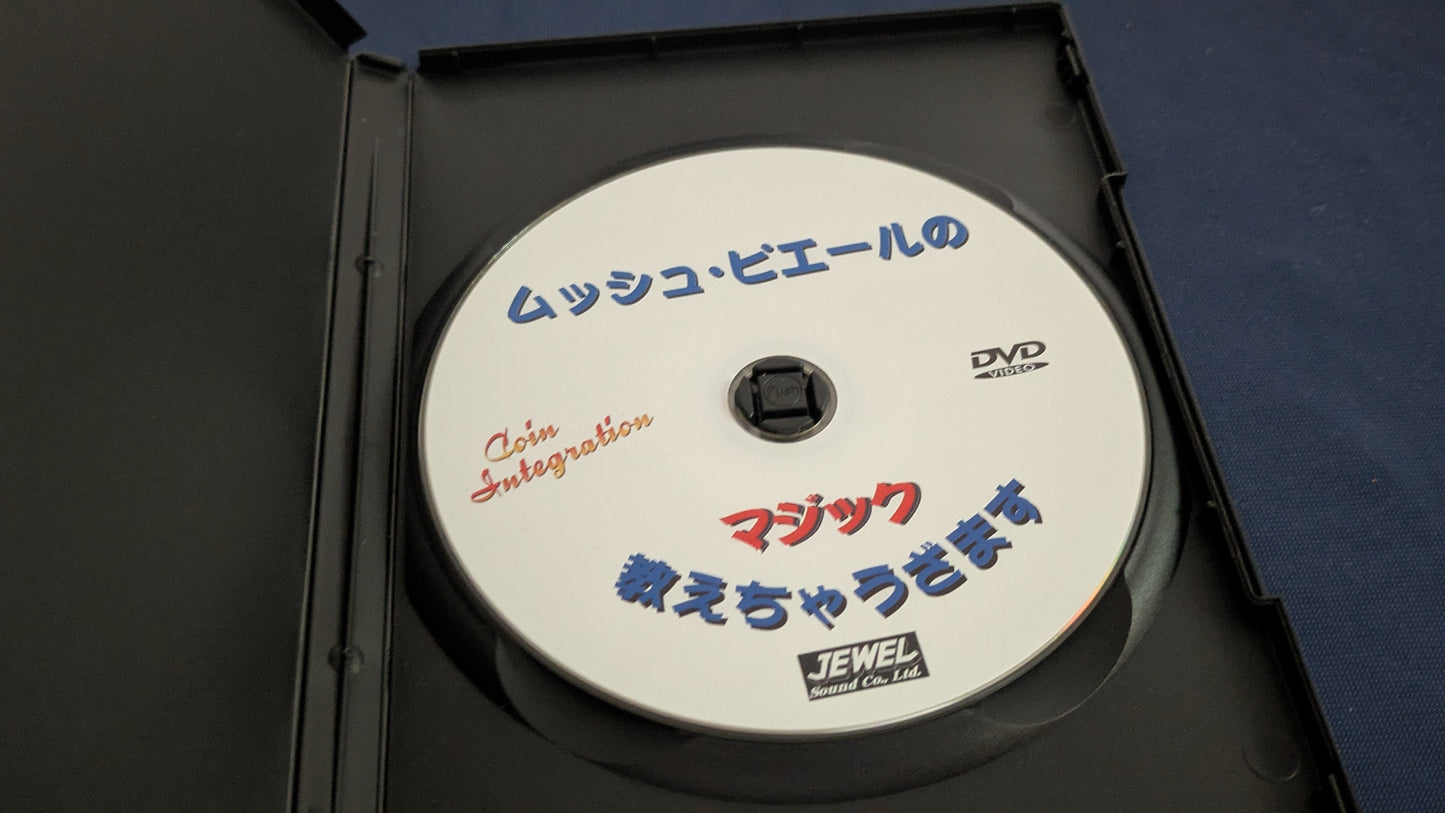 ムッシュ・ピエールの
DVD
VIDEO
Coin
Integration
マジック
教えちゃうざます
JEWEL
Sound Co., Ltd.